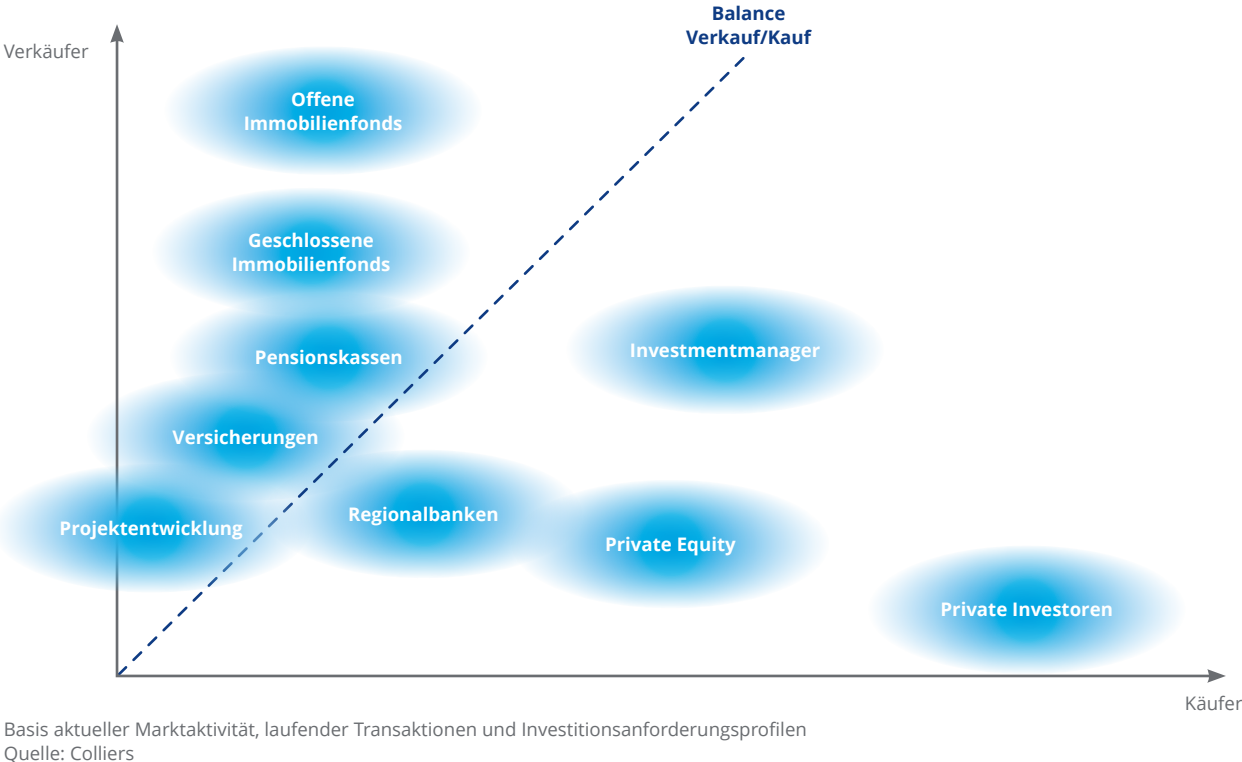 Balance
Verkauf/Kauf
Verkäufer
Offene
Immobilienfonds
Geschlossene
Immobilienfonds
Pensionskassen
Investmentmanager
Versicherungen
Regionalbanken
Projektentwicklung
Private Equity
Private Investoren
Käufer
Basis aktueller Marktaktivität, laufender Transaktionen und Investitionsanforderungsprofilen
Quelle: Colliers